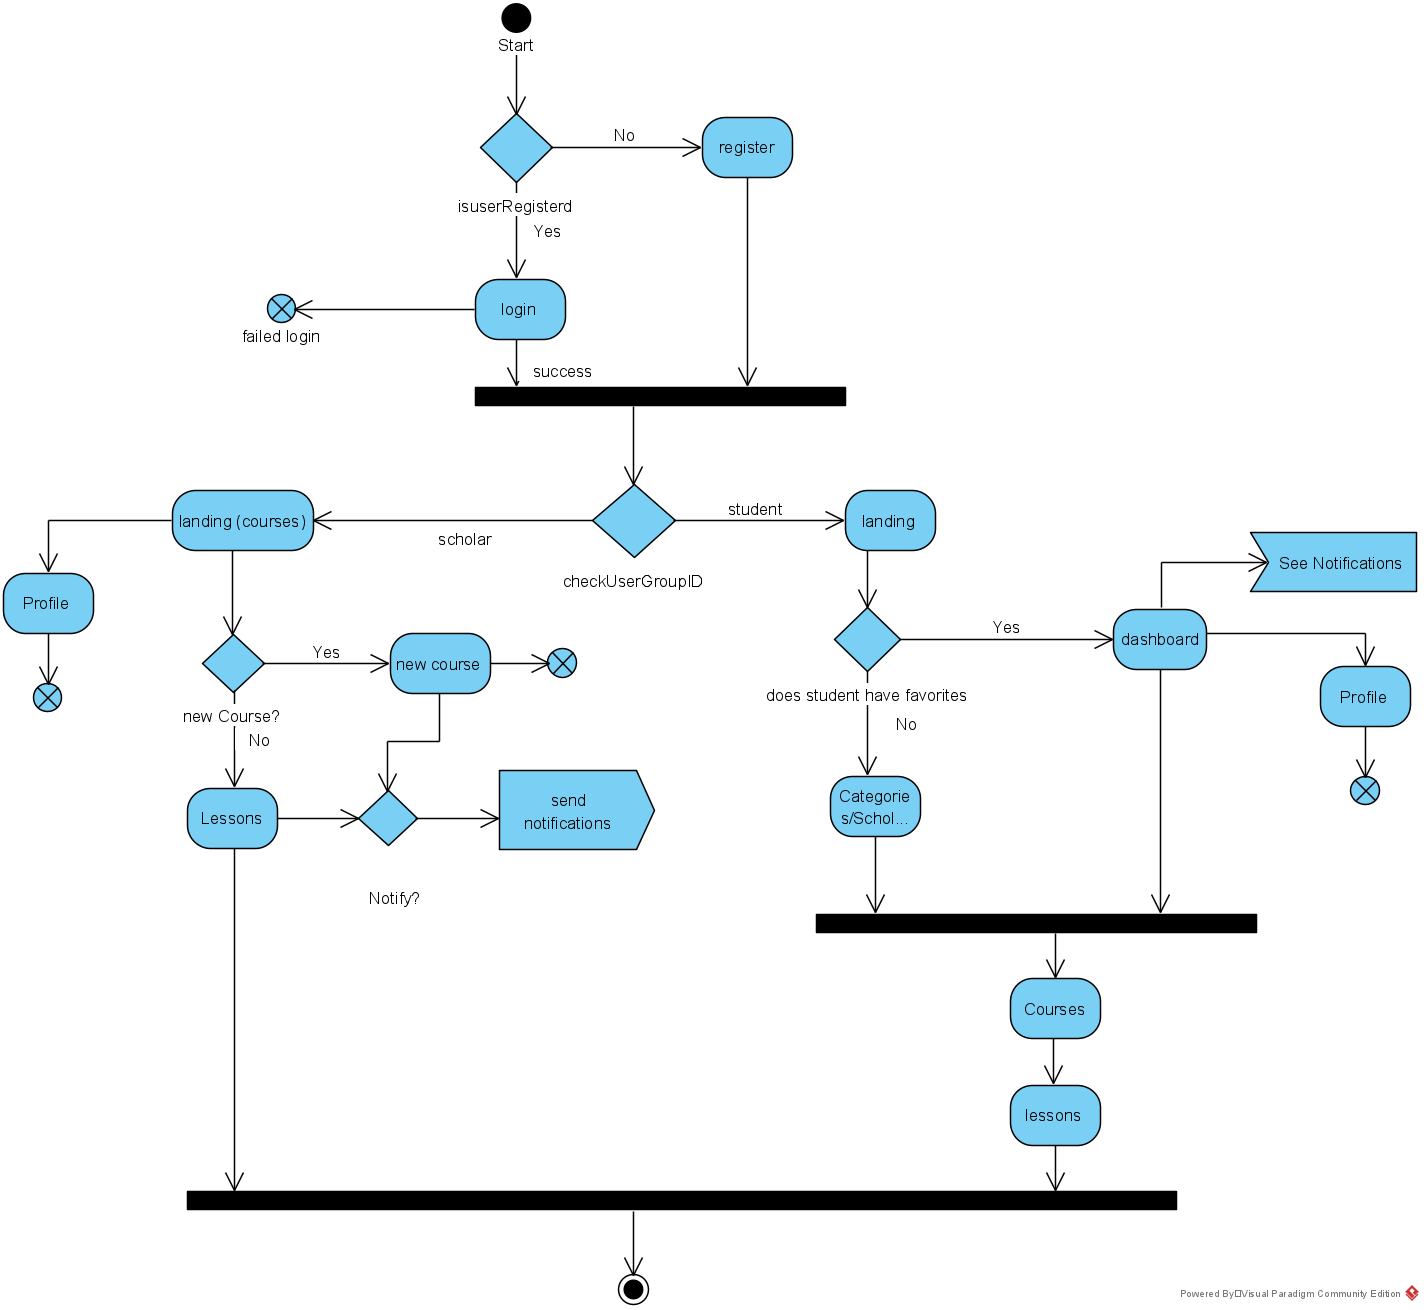 Start
No
register
isuserRegisterd
Yes
login
failed login
success
landing (courses)
student
landing
scholar
See Notifications
checkUserGroupID
Profile
Yes
dashboard
Yes
new course
does student have favorites
Profile
new Course?
No
No
Categorie
s/Schol...
send
notifications
Lessons
Notify?
Courses
lessons
Powered By□Visual Paradigm Community Edition